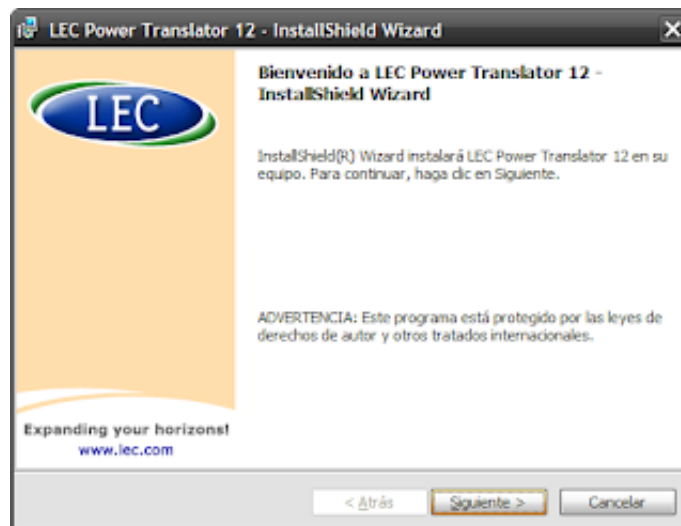 LEC Power Translator 12 - InstallShield Wizard
LEC
Bienvenido a LEC Power Translator 12 -
InstallShield Wizard
InstallShield(R) Wizard instalará LEC Power Translator 12 en su
equipo. Para continuar, haga clic en Siguiente.
ADVERTENCIA: Este programa está protegido por las leyes de
derechos de autor y otros tratados internacionales.
Expanding your horizons!
www.lec.com
< Atrás
Siguiente >
Cancelar